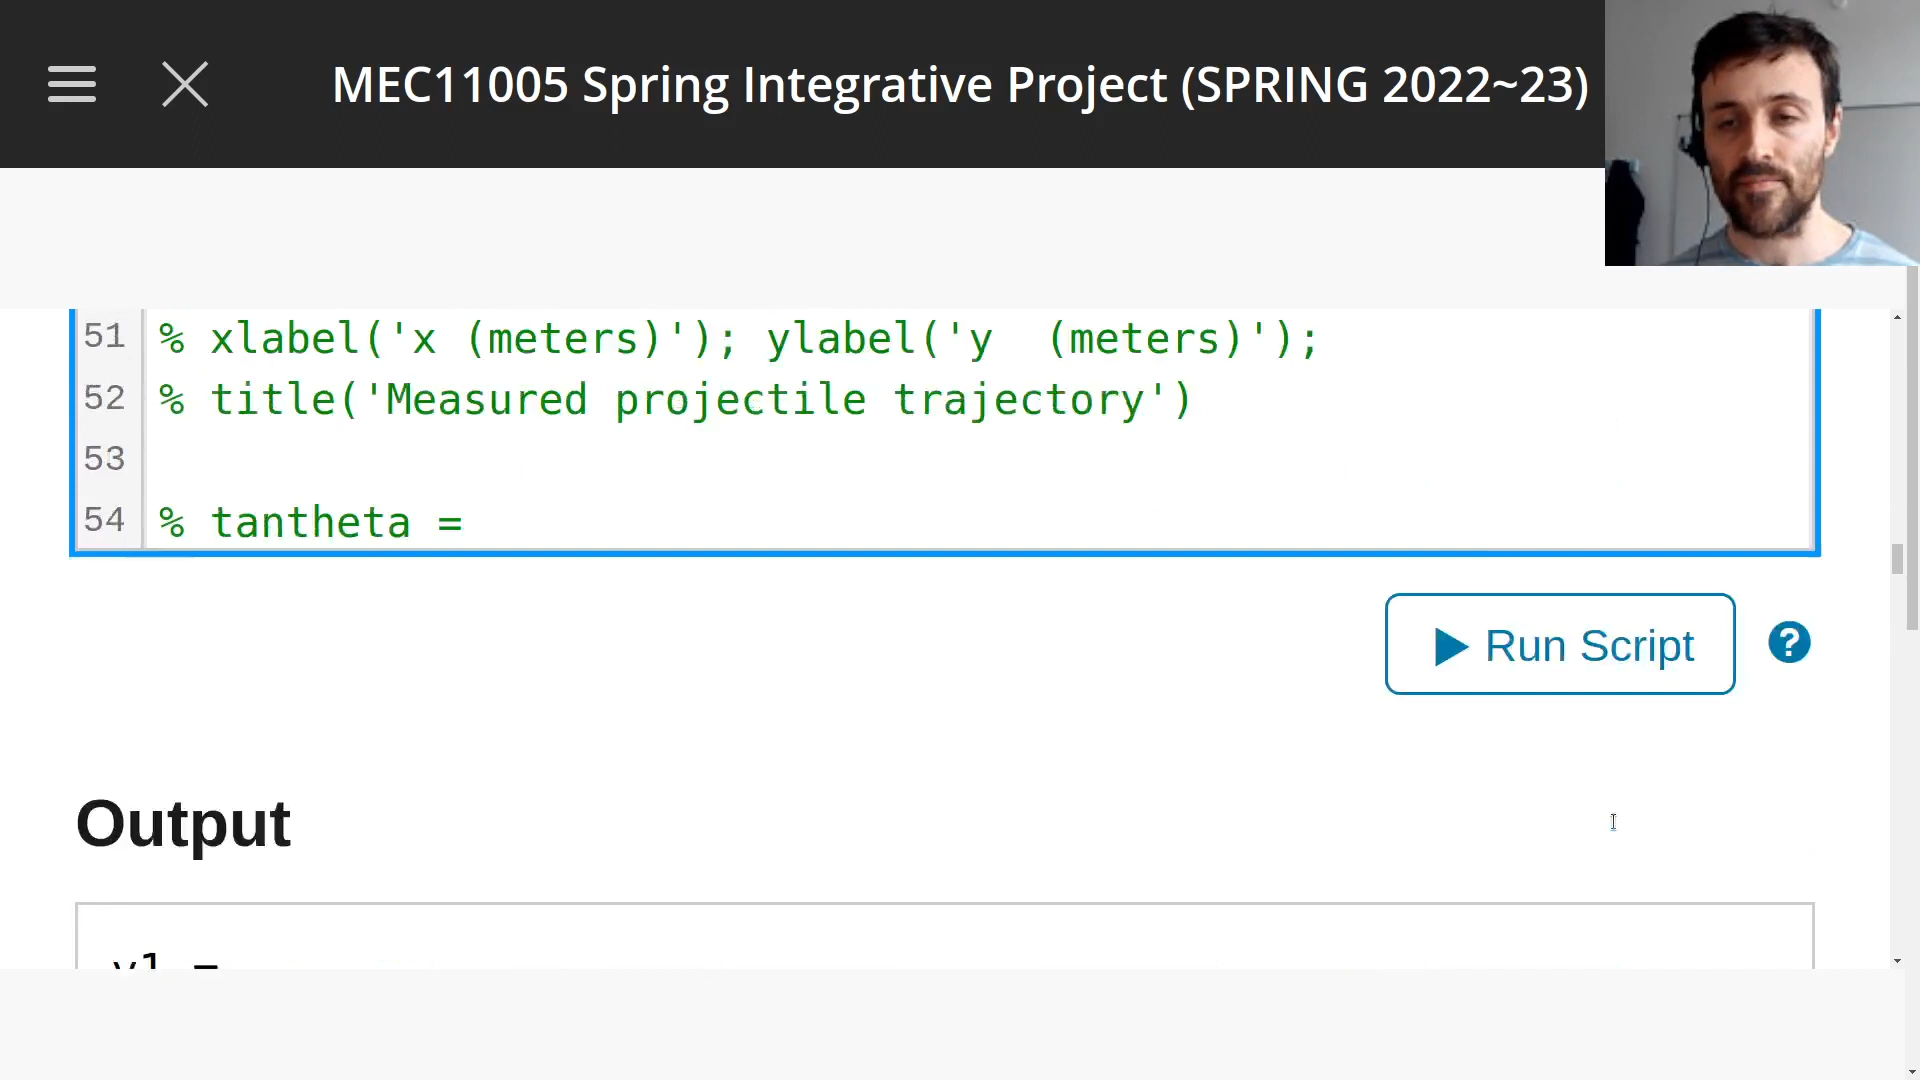 MEC11005 Spring Integrative Project (SPRING 2022~23)
51 % xlabel('x (meters)'); ylabel('y  (meters)');
52 % title('Measured projectile trajectory')
53
54 % tantheta =
Run Script ?
Output